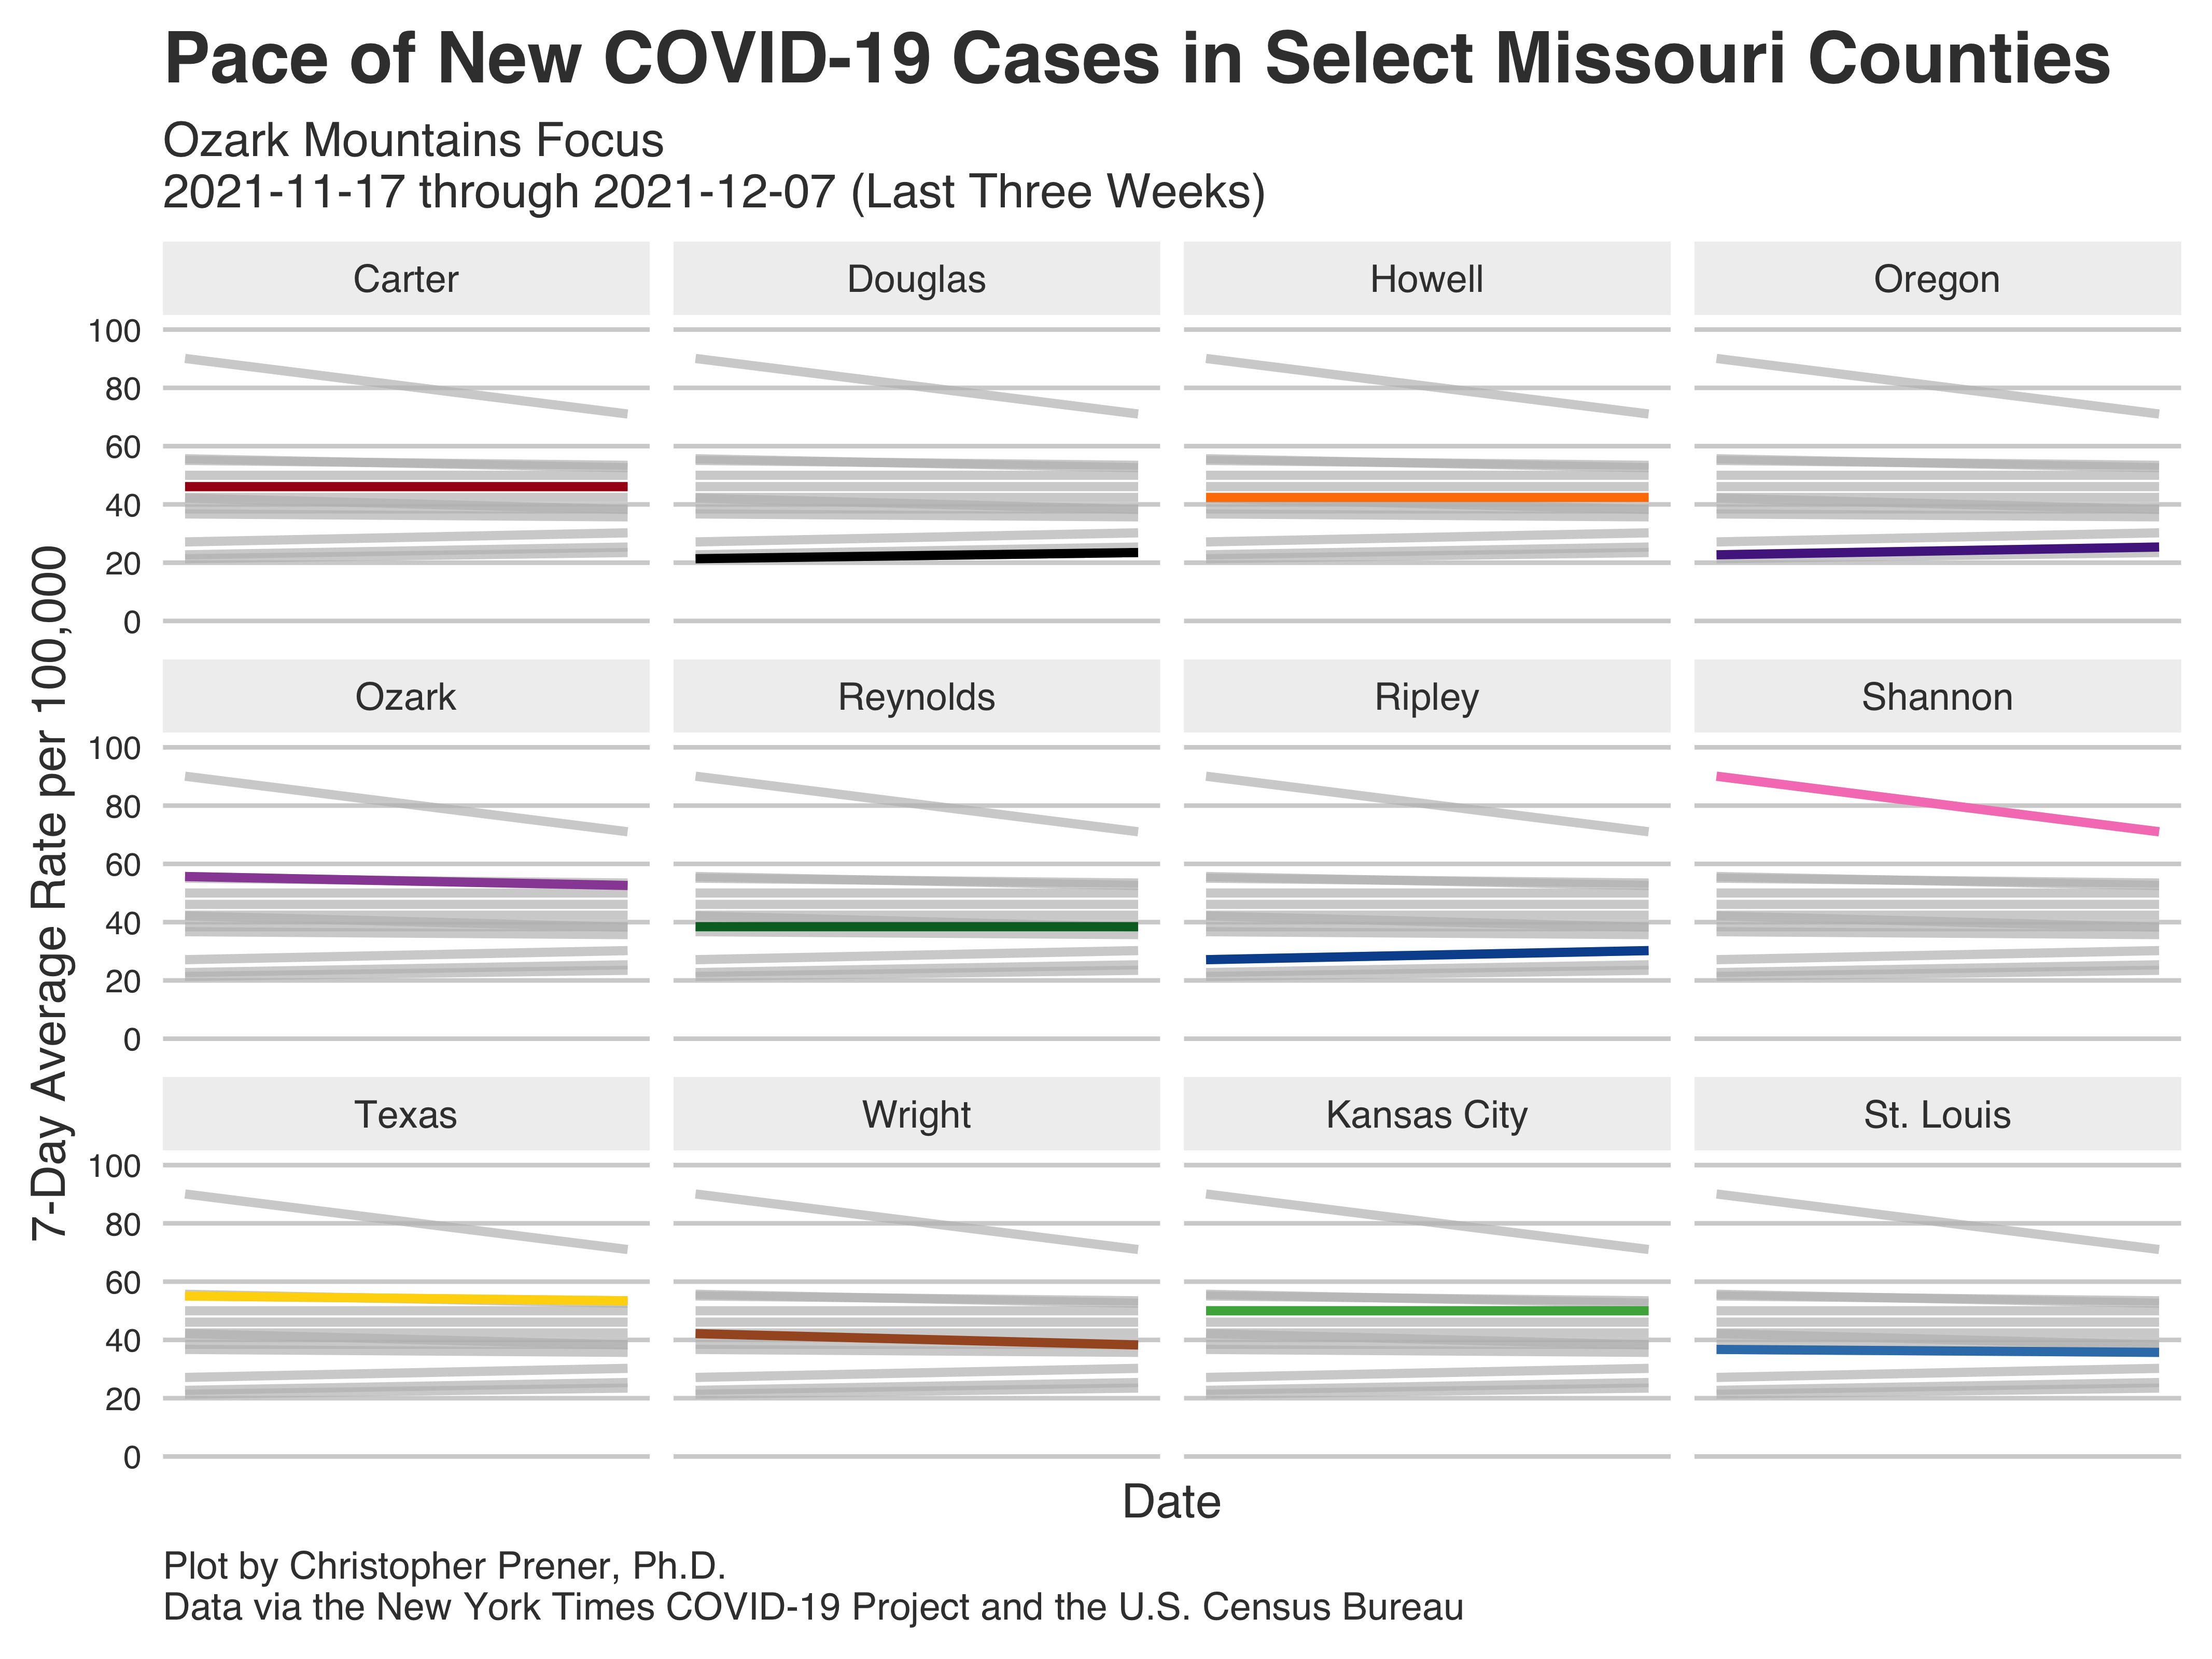 Pace of New COVID-19 Cases in Select Missouri Counties
Ozark Mountains Focus
2021-11-17 through 2021-12-07 (Last Three Weeks)
7-Day Average Rate per 100,000
Carter Douglas Howell Oregon
100
80
60
40
20
0
Ozark Reynolds Ripley Shannon
100
80
60
40
20
0
Texas Wright Kansas City St. Louis
100
80
60
40
20
0
Date
Plot by Christopher Prener, Ph.D.
Data via the New York Times COVID-19 Project and the U.S. Census Bureau